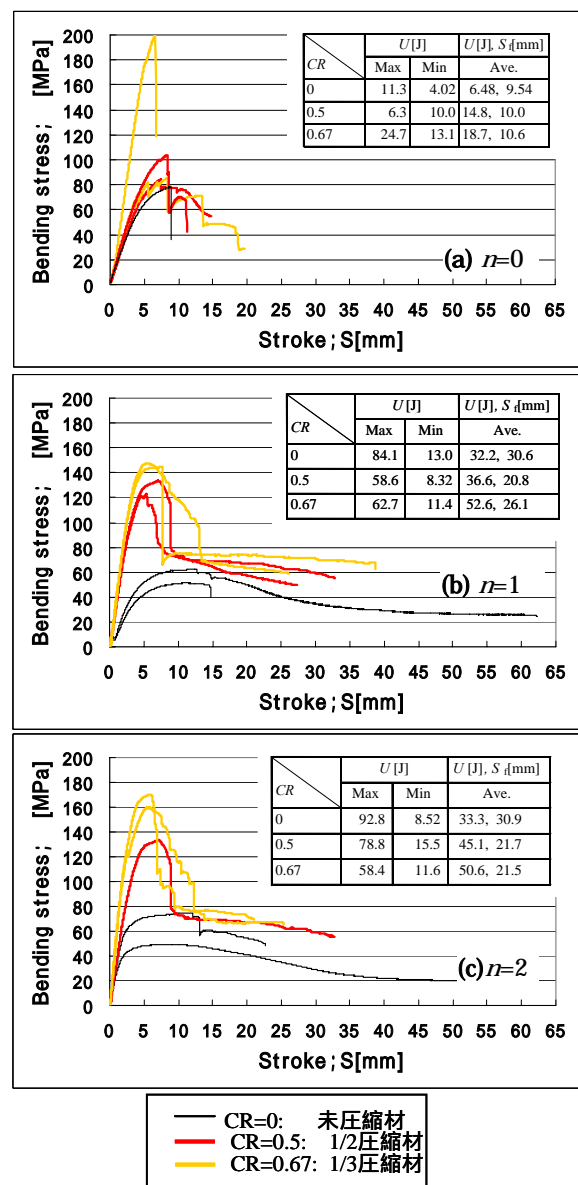 200
180
160
140
120
100
80
60
40
20
0
Bending stress; [MPa]
0 5 10 15 20 25 30 35 40 45 50 55 60 65
Stroke; S[mm]
CR U[J] U[J], Sf[mm]
Max Min Ave.
0 11.3 4.02 6.48, 9.54
0.5 6.3 10.0 14.8, 10.0
0.67 24.7 13.1 18.7, 10.6
(a) n=0
200
180
160
140
120
100
80
60
40
20
0
Bending stress; [MPa]
0 5 10 15 20 25 30 35 40 45 50 55 60 65
Stroke; S[mm]
CR U[J] U[J], Sf[mm]
Max Min Ave.
0 84.1 13.0 32.2, 30.6
0.5 58.6 8.32 36.6, 20.8
0.67 62.7 11.4 52.6, 26.1
(b) n=1
200
180
160
140
120
100
80
60
40
20
0
Bending stress; [MPa]
0 5 10 15 20 25 30 35 40 45 50 55 60 65
Stroke; S[mm]
CR U[J] U[J], Sf[mm]
Max Min Ave.
0 92.8 8.52 33.3, 30.9
0.5 78.8 15.5 45.1, 21.7
0.67 58.4 11.6 50.6, 21.5
(c) n=2
CR=0: 未圧縮材
CR=0.5: 1/2圧縮材
CR=0.67: 1/3圧縮材